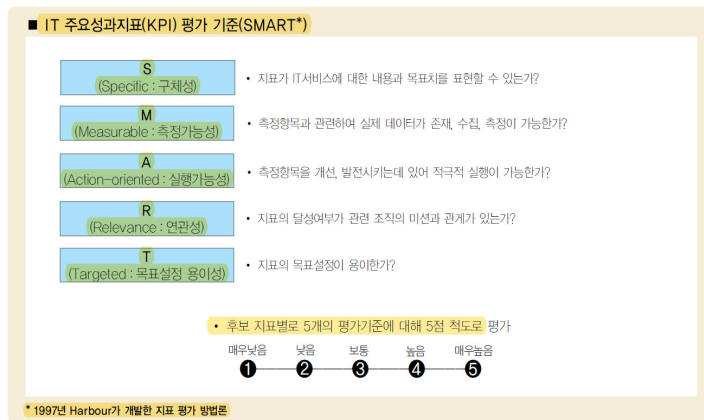 ■ IT 주요성과지표(KPI) 평가 기준(SMART*)
S
(Specific : 구체성)
• 지표가 IT서비스에 대한 내용과 목표치를 표현할 수 있는가?
M
(Measurable : 측정가능성)
• 측정항목과 관련하여 실제 데이터가 존재, 수집, 측정이 가능한가?
A
(Action-oriented : 실행가능성)
• 측정항목을 개선, 발전시키는데 있어 적극적 실행이 가능한가?
R
(Relevance : 연관성)
• 지표의 달성여부가 관련 조직의 미션과 관계가 있는가?
T
(Targeted : 목표설정 용이성)
• 지표의 목표설정이 용이한가?
• 후보 지표별로 5개의 평가기준에 대해 5점 척도로 평가
매우낮음 낮음 보통 높음 매우높음
❶ ❷ ❸ ❹ ❺
* 1997년 Harbour가 개발한 지표 평가 방법론